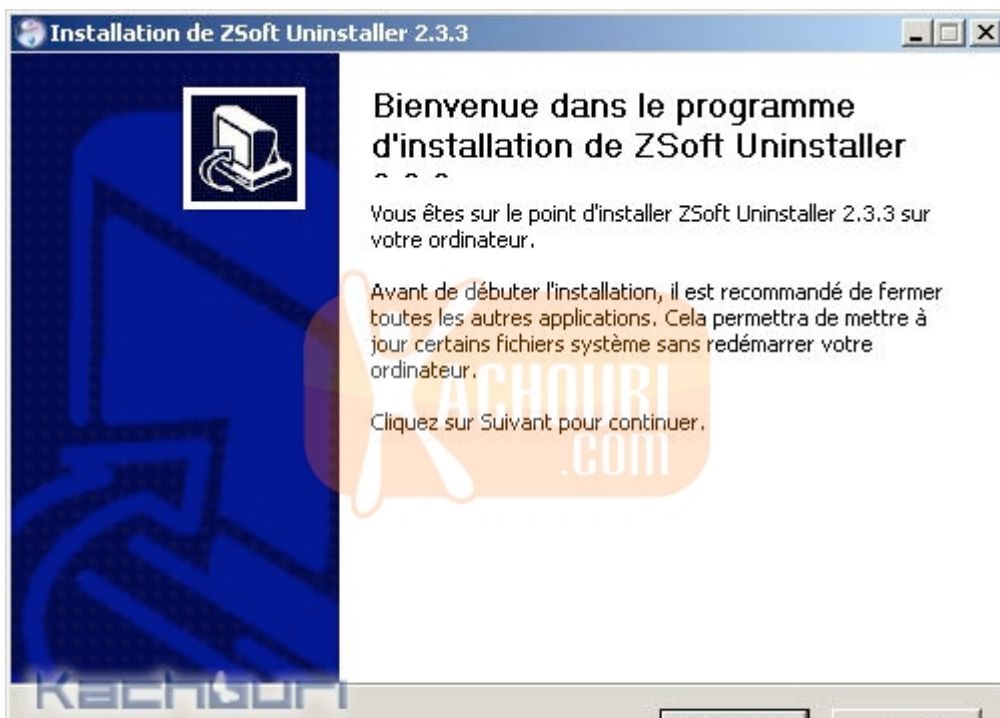 Installation de ZSoft Uninstaller 2.3.3
Bienvenue dans le programme
d'installation de ZSoft Uninstaller
Vous êtes sur le point d'installer ZSoft Uninstaller 2.3.3 sur
votre ordinateur.
Avant de débuter l'installation, il est recommandé de fermer
toutes les autres applications. Cela permettra de mettre à
jour certains fichiers système sans redémarrer votre
ordinateur.
KACHOURI
.com
Cliquez sur Suivant pour continuer.
Kachouri